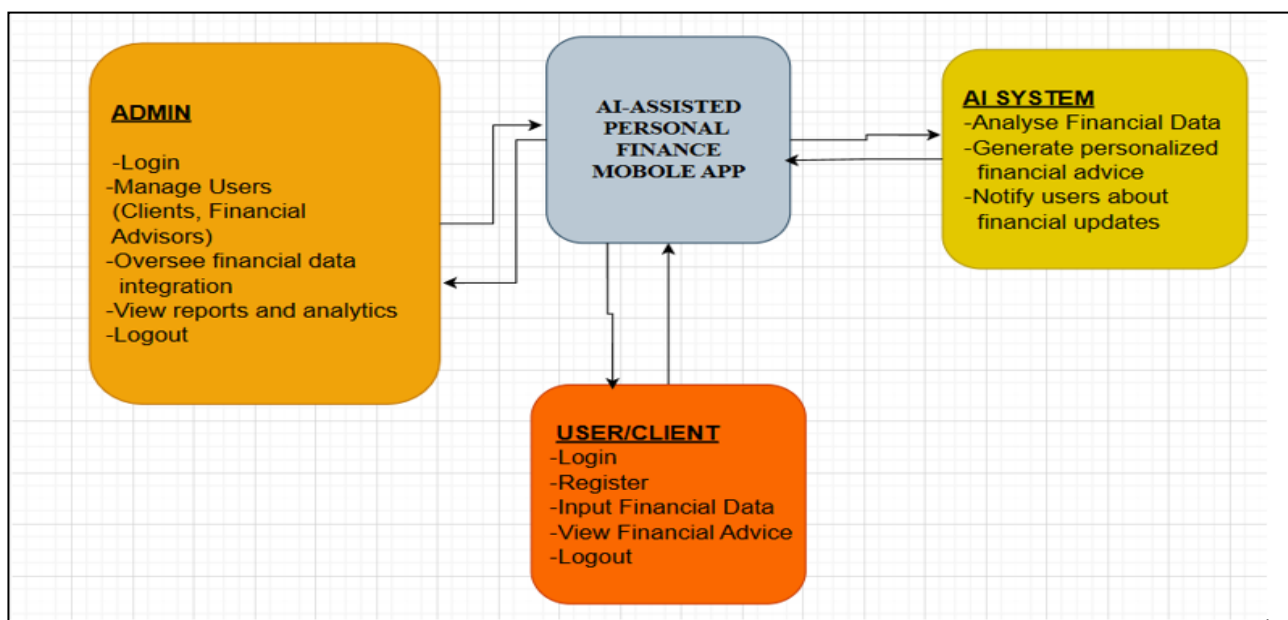 ADMIN
-Login
-Manage Users
(Clients, Financial
Advisors)
-Oversee financial data
integration
-View reports and analytics
-Logout
AI-ASSISTED
PERSONAL
FINANCE
MOBOLE APP
AI SYSTEM
-Analyse Financial Data
-Generate personalized
financial advice
-Notify users about
financial updates
USER/CLIENT
-Login
-Register
-Input Financial Data
-View Financial Advice
-Logout